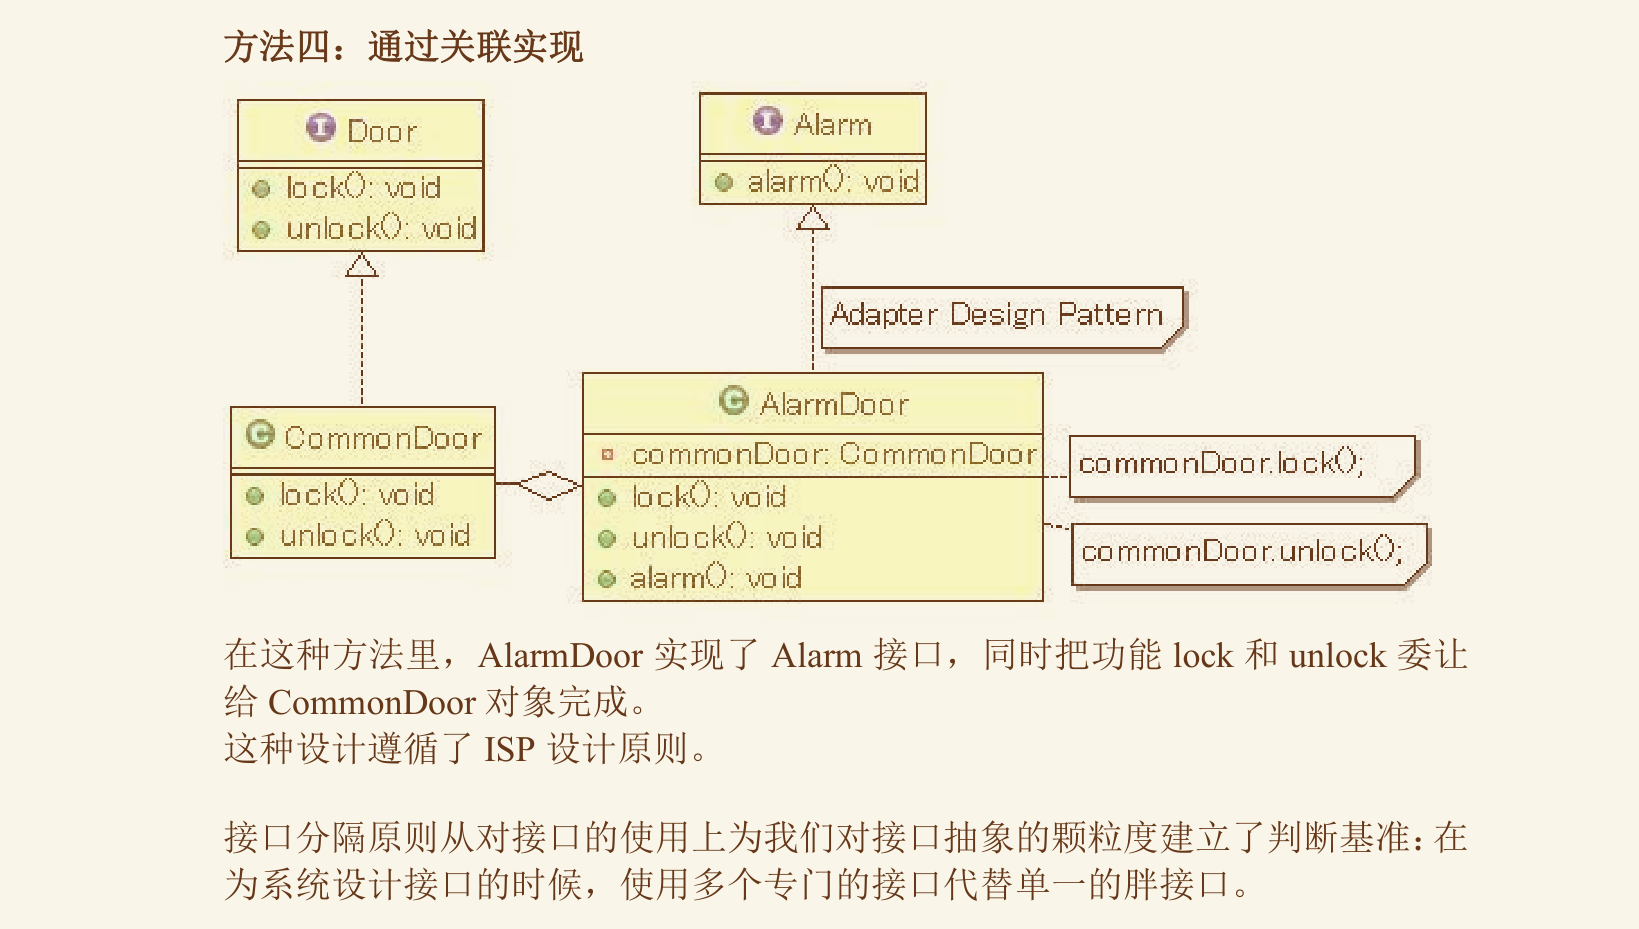 方法四：通过关联实现
Door
lock(): void
unlock(): void
Alarm
alarm(): void
Adapter Design Pattern
CommonDoor
lock(): void
unlock(): void
AlarmDoor
commonDoor: CommonDoor
lock(): void
unlock(): void
alarm(): void
commonDoor.lock();
commonDoor.unlock();
在这种方法里，AlarmDoor 实现了 Alarm 接口，同时把功能 lock 和 unlock 委让
给 CommonDoor 对象完成。
这种设计遵循了 ISP 设计原则。
接口分隔原则从对接口的使用上为我们对接口抽象的颗粒度建立了判断基准：在
为系统设计接口的时候，使用多个专门的接口代替单一的胖接口。